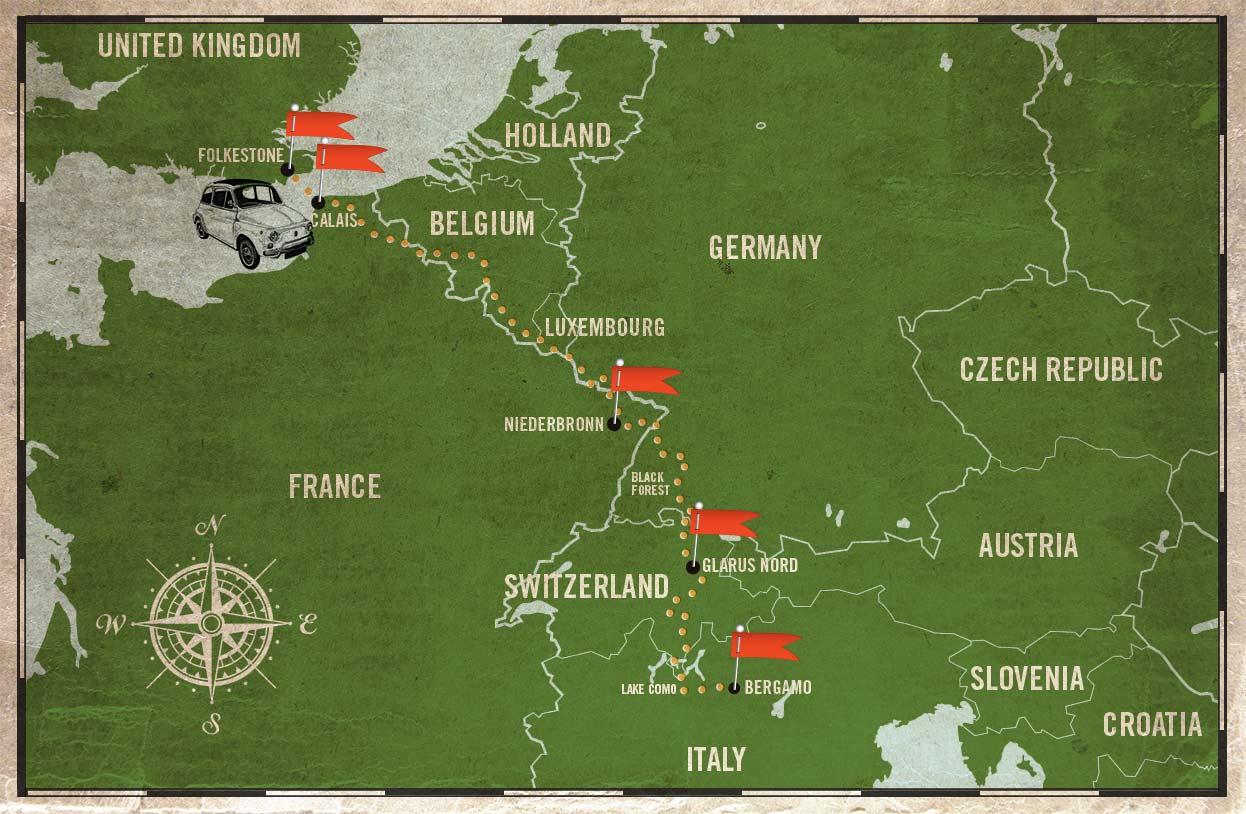 UNITED KINGDOM
HOLLAND
FOLKESTONE
CALAIS
BELGIUM
GERMANY
LUXEMBOURG
CZECH REPUBLIC
NIEDERBRONN
BLACK
FOREST
FRANCE
N
W
E
S
AUSTRIA
GLARUS NORD
SWITZERLAND
LAKE COMO
BERGAMO
SLOVENIA
CROATIA
ITALY